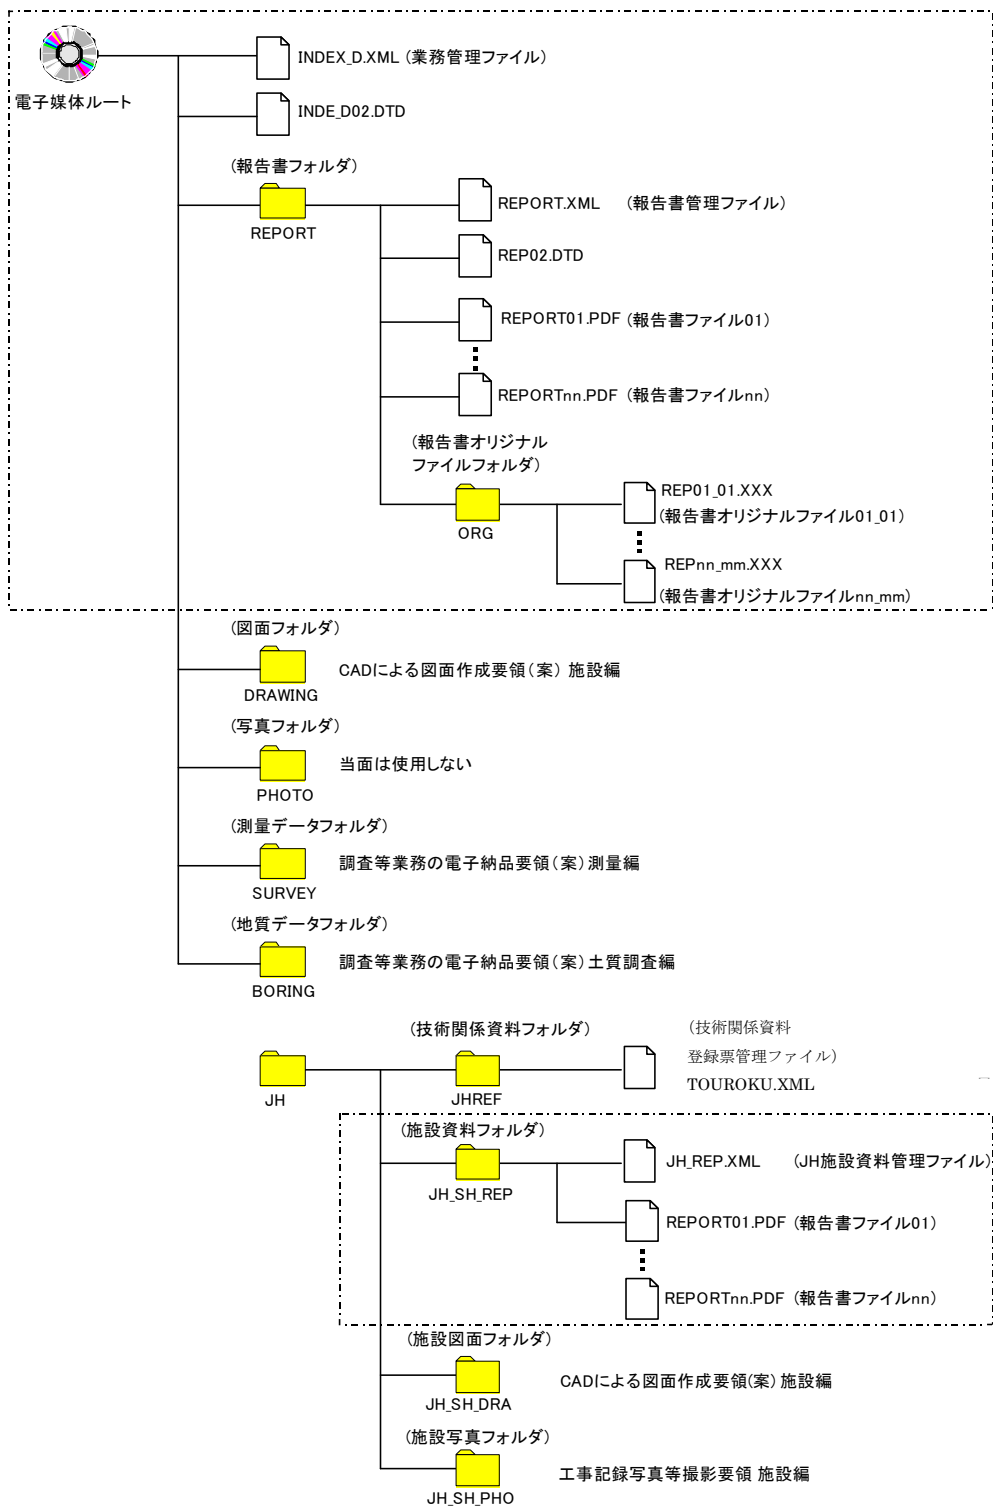 INDEX_D.XML (業務管理ファイル)
電子媒体ルート
INDE_D02.DTD
(報告書フォルダ)
REPORT
REPORT.XML (報告書管理ファイル)
REP02.DTD
REPORT01.PDF (報告書ファイル01)
REPORTnn.PDF (報告書ファイルnn)
(報告書オリジナル
ファイルフォルダ)
ORG
REP01_01.XXX
(報告書オリジナルファイル01_01)
REPnn_mm.XXX
(報告書オリジナルファイルnn_mm)
(図面フォルダ)
DRAWING
CADによる図面作成要領(案) 施設編
(写真フォルダ)
PHOTO
当面は使用しない
(測量データフォルダ)
SURVEY
調査等業務の電子納品要領(案)測量編
(地質データフォルダ)
BORING
調査等業務の電子納品要領(案)土質調査編
JH
(技術関係資料フォルダ)
JHREF
(技術関係資料
登録票管理ファイル)
TOUROKU.XML
(施設資料フォルダ)
JH_SH_REP
JH_REP.XML (JH施設資料管理ファイル)
REPORT01.PDF (報告書ファイル01)
REPORTnn.PDF (報告書ファイルnn)
(施設図面フォルダ)
JH_SH_DRA
CADによる図面作成要領(案) 施設編
(施設写真フォルダ)
JH_SH_PHO
工事記録写真等撮影要領 施設編